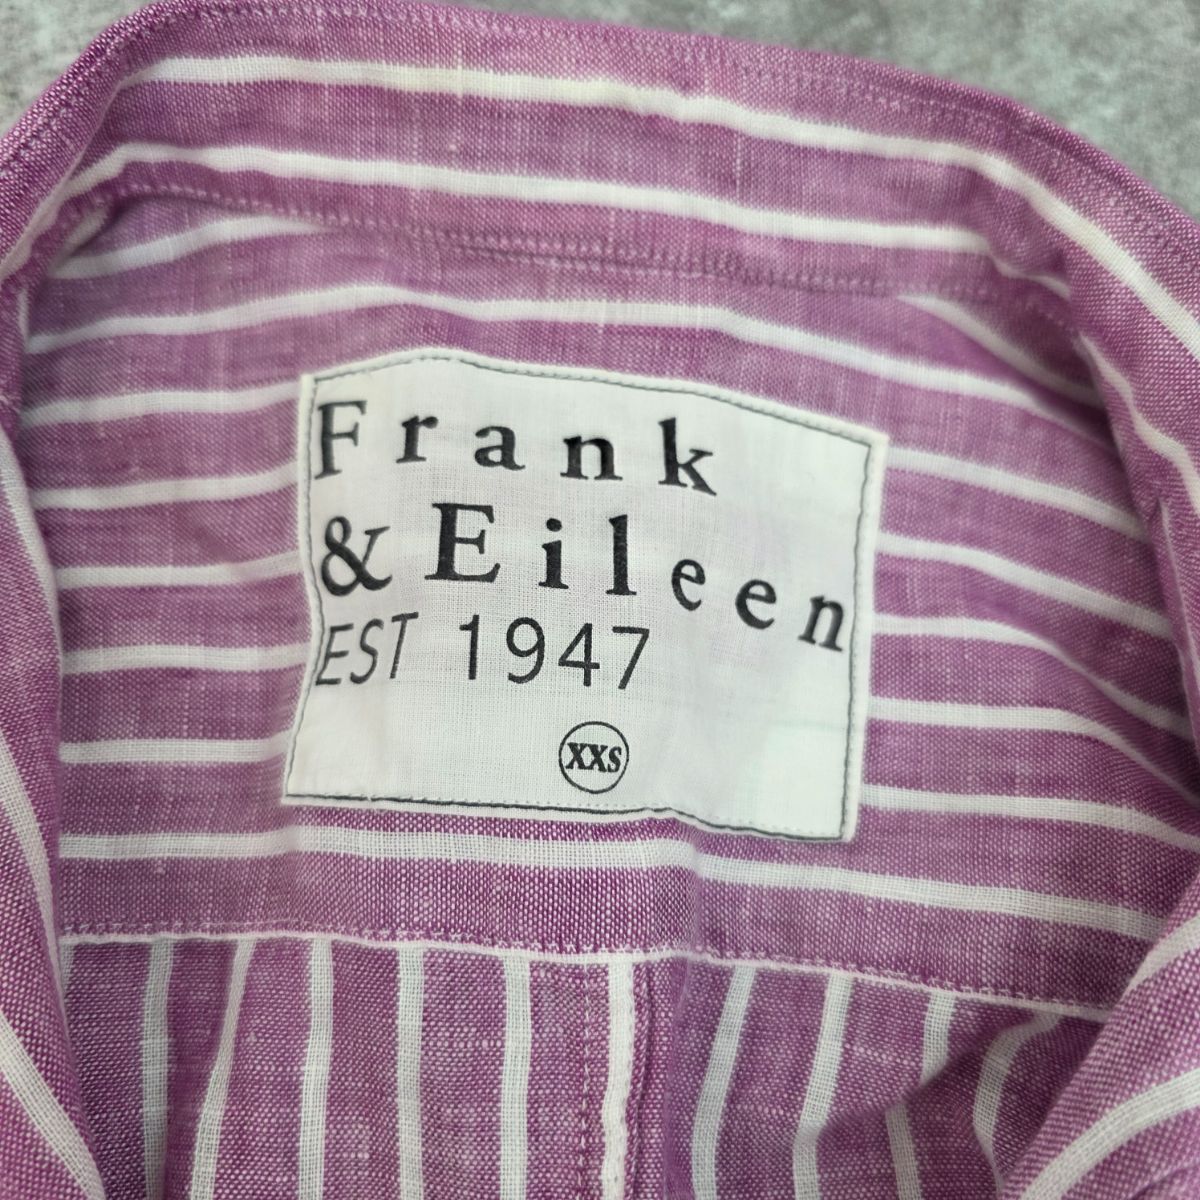 Frank
& Eileen
EST 1947
XXS